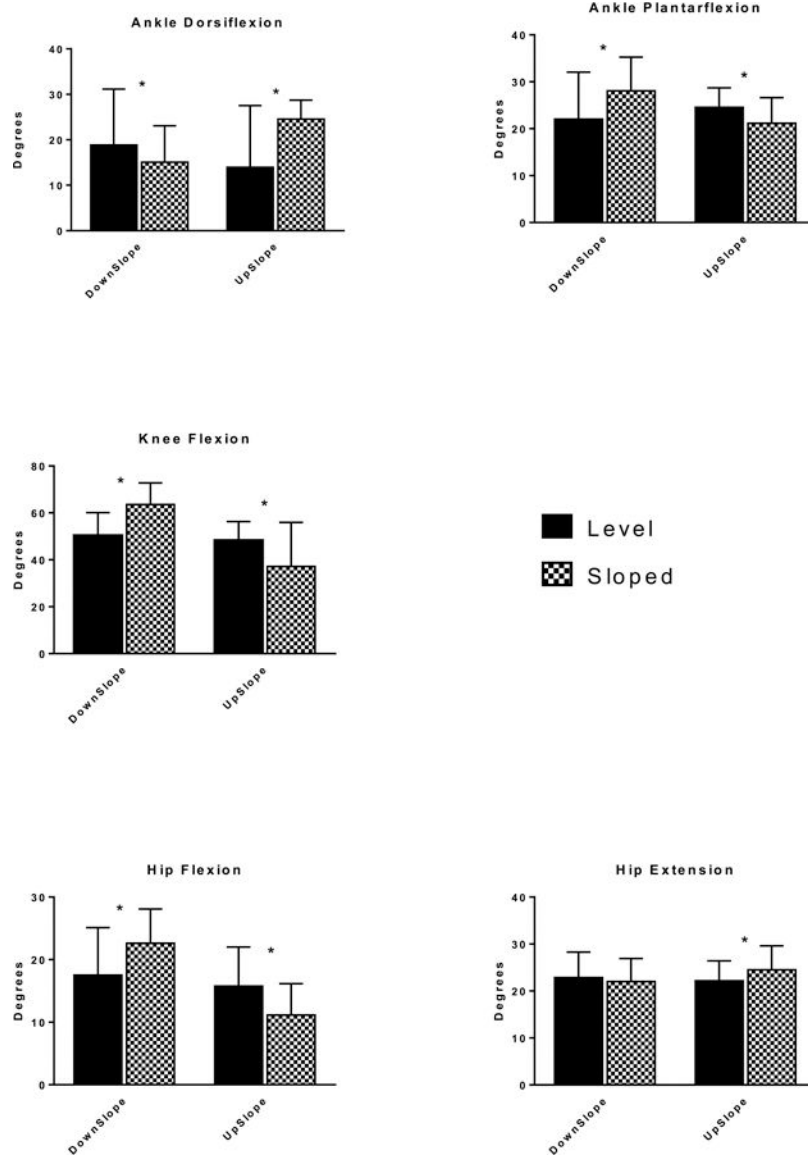 Ankle Dorsiflexion
Degrees
40
30
20
10
0
*
*
DownSlope
UpSlope
Ankle Plantarflexion
Degrees
40
30
20
10
0
*
*
DownSlope
UpSlope
Knee Flexion
Degrees
80
60
40
20
0
*
*
DownSlope
UpSlope
Level
Sloped
Hip Flexion
Degrees
30
20
10
0
*
*
DownSlope
UpSlope
Hip Extension
Degrees
40
30
20
10
0
*
DownSlope
UpSlope